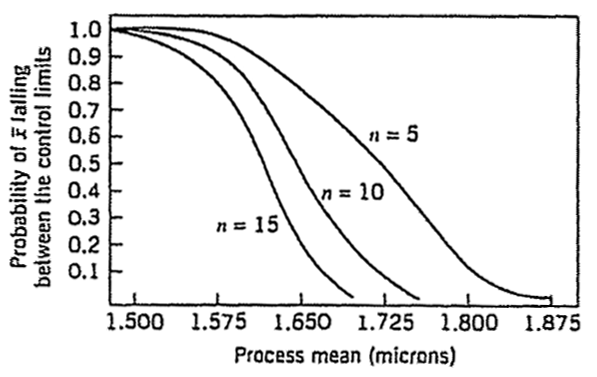 Probability of x̄ falling
between the control limits
1.0
0.9
0.8
0.7
0.6
0.5
0.4
0.3
0.2
0.1
n = 5
n = 10
n = 15
1.500 1.575 1.650 1.725 1.800 1.875
Process mean (microns)